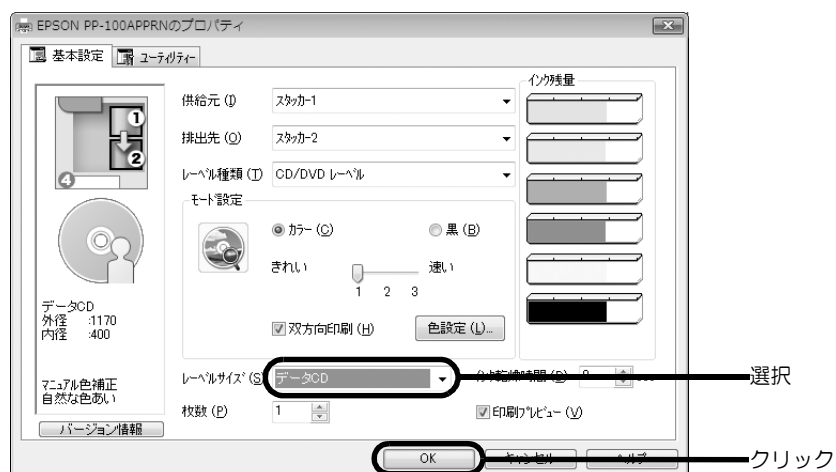 EPSON PP-100APPRNのプロパティ
基本設定 ユーティリティー
供給元 (I) スタッカー1
排出先 (O) スタッカー2
レーベル種類 (T) CD/DVD レーベル
モード設定
カラー (C) 黒 (B)
きれい 速い
1 2 3
双方向印刷 (H) 色設定 (L)...
レーベルサイズ (S) データCD
枚数 (P) 1 印刷プレビュー (V)
インク残量
1
2
4
データCD
外径 :1170
内径 :400
マニュアル色補正
自然な色あい
バージョン情報
OK キャンセル ヘルプ
選択
クリック